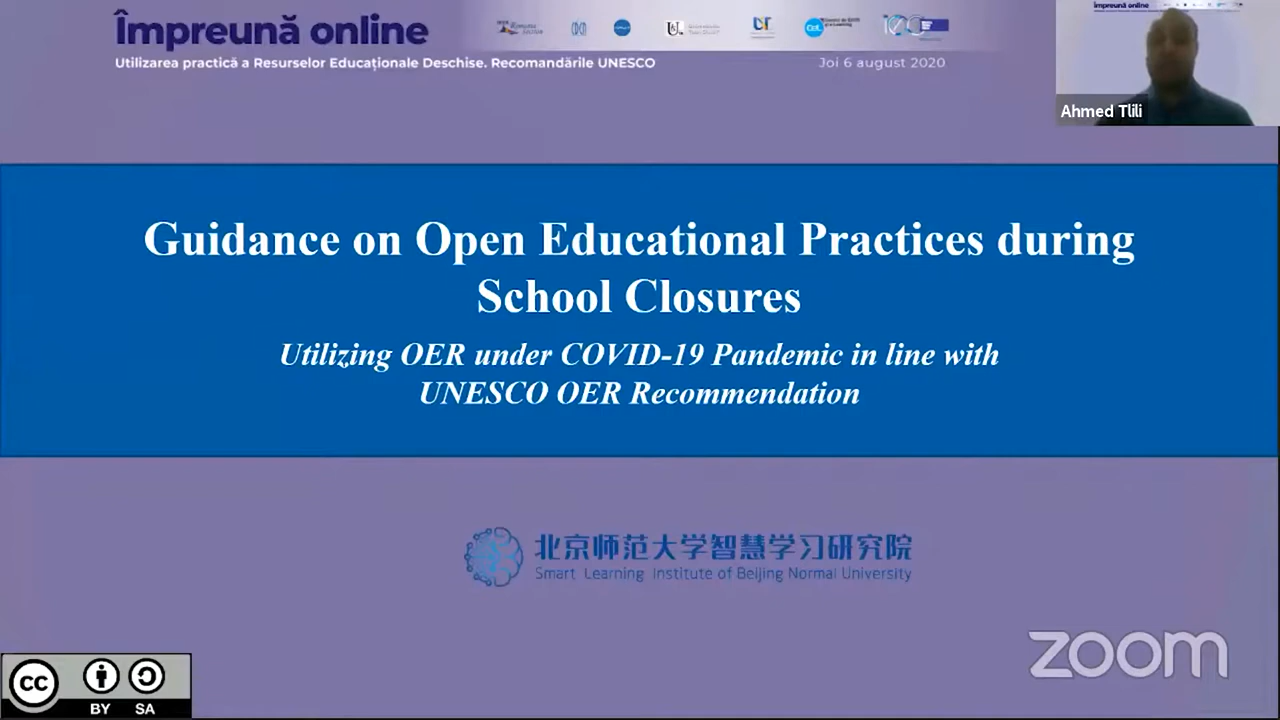 Împreună online
Utilizarea practică a Resurselor Educaționale Deschise. Recomandările UNESCO
Joi 6 august 2020
Împreună online
Ahmed Tlili
Guidance on Open Educational Practices during
School Closures
Utilizing OER under COVID-19 Pandemic in line with
UNESCO OER Recommendation
北京师范大学智慧学习研究院
Smart Learning Institute of Beijing Normal University
zoom
cc
BY SA